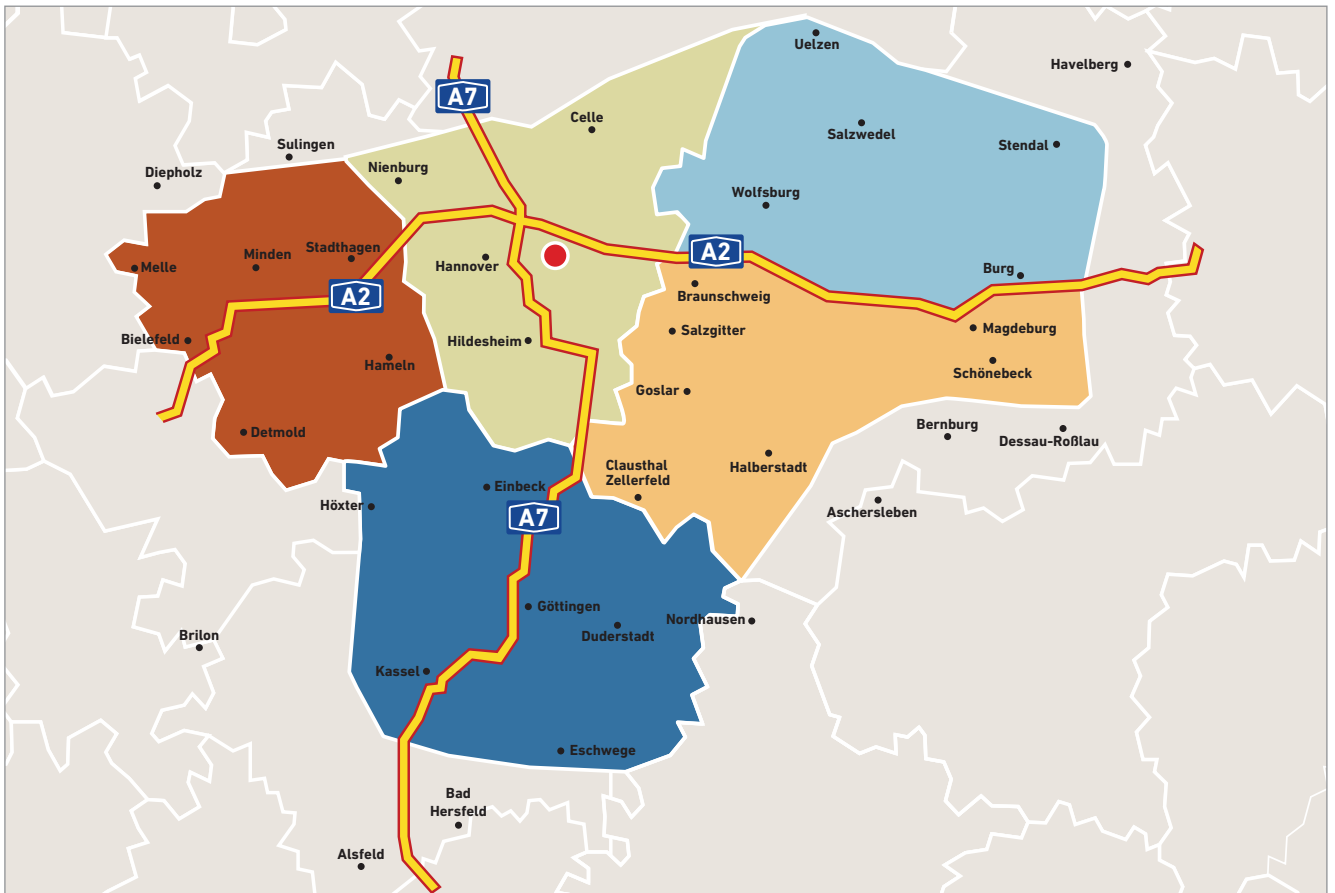 Uelzen
Havelberg
A7
Celle
Salzwedel
Stendal
Sulingen
Diepholz
Nienburg
Wolfsburg
Stadthagen
Minden
Melle
Hannover
A2
Burg
A2
Braunschweig
Salzgitter
Magdeburg
Bielefeld
Hildesheim
Hameln
Schönebeck
Goslar
Detmold
Bernburg
Dessau-Roßlau
Clausthal
Zellerfeld
Halberstadt
Einbeck
Höxter
A7
Aschersleben
Göttingen
Nordhausen
Duderstadt
Brilon
Kassel
Eschwege
Bad
Hersfeld
Alsfeld